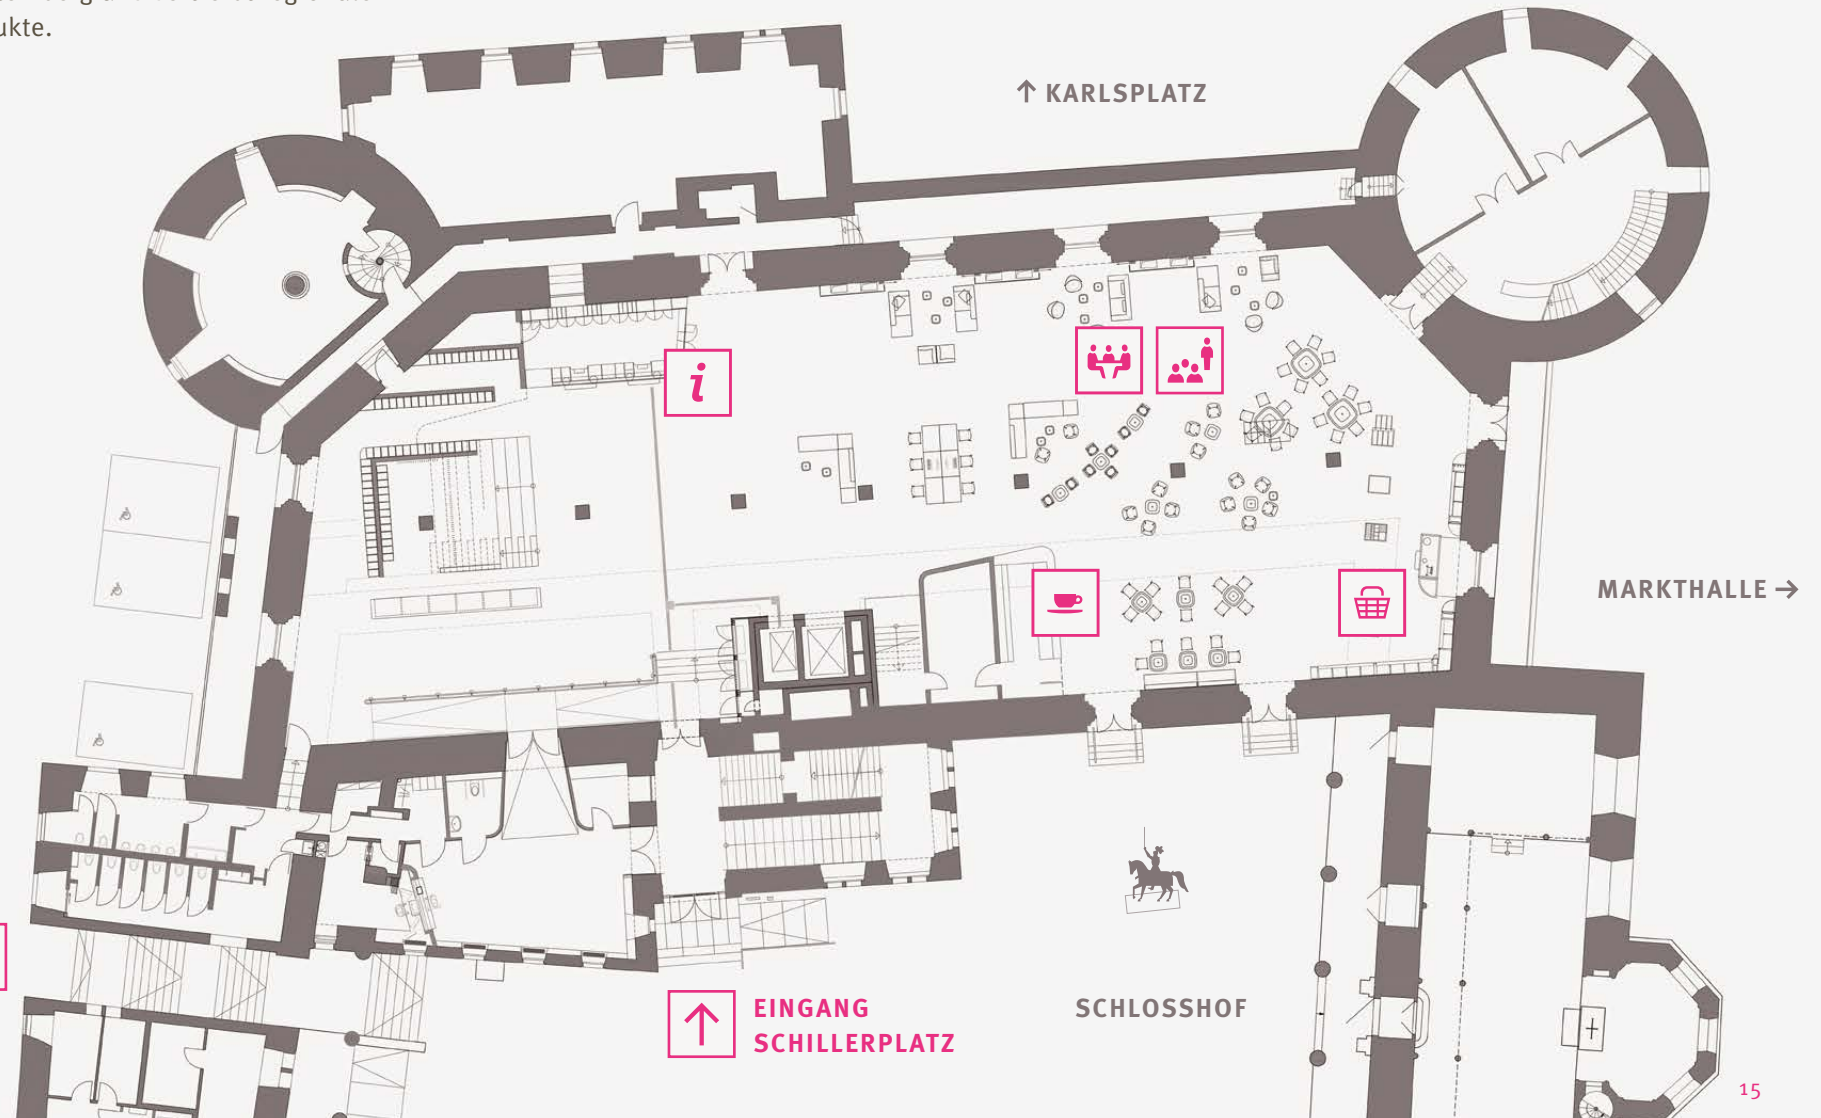 ukte.
↑ KARLSPLATZ
i
MARKTHALLE →
EINGANG
SCHILLERPLATZ
SCHLOSSHOF
15